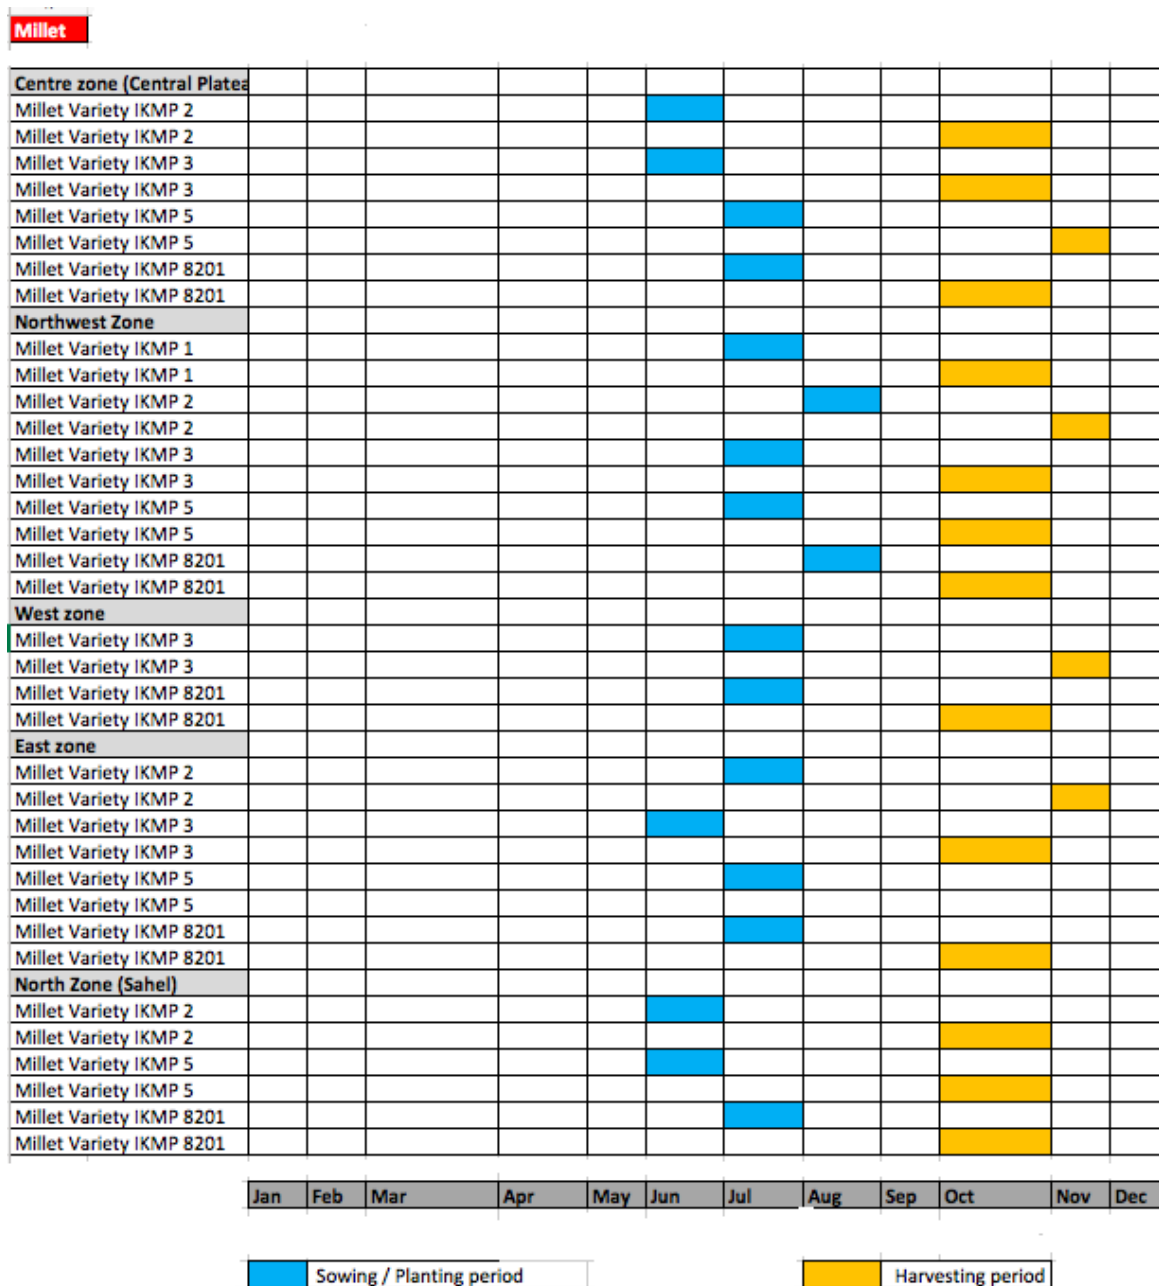 Millet
Centre zone (Central Platea
Millet Variety IKMP 2
Millet Variety IKMP 2
Millet Variety IKMP 3
Millet Variety IKMP 3
Millet Variety IKMP 5
Millet Variety IKMP 5
Millet Variety IKMP 8201
Millet Variety IKMP 8201
Northwest Zone
Millet Variety IKMP 1
Millet Variety IKMP 1
Millet Variety IKMP 2
Millet Variety IKMP 2
Millet Variety IKMP 3
Millet Variety IKMP 3
Millet Variety IKMP 5
Millet Variety IKMP 5
Millet Variety IKMP 8201
Millet Variety IKMP 8201
West zone
Millet Variety IKMP 3
Millet Variety IKMP 3
Millet Variety IKMP 8201
Millet Variety IKMP 8201
East zone
Millet Variety IKMP 2
Millet Variety IKMP 2
Millet Variety IKMP 3
Millet Variety IKMP 3
Millet Variety IKMP 5
Millet Variety IKMP 5
Millet Variety IKMP 8201
Millet Variety IKMP 8201
North Zone (Sahel)
Millet Variety IKMP 2
Millet Variety IKMP 2
Millet Variety IKMP 5
Millet Variety IKMP 5
Millet Variety IKMP 8201
Millet Variety IKMP 8201
Jan Feb Mar Apr May Jun Jul Aug Sep Oct Nov Dec
Sowing / Planting period Harvesting period